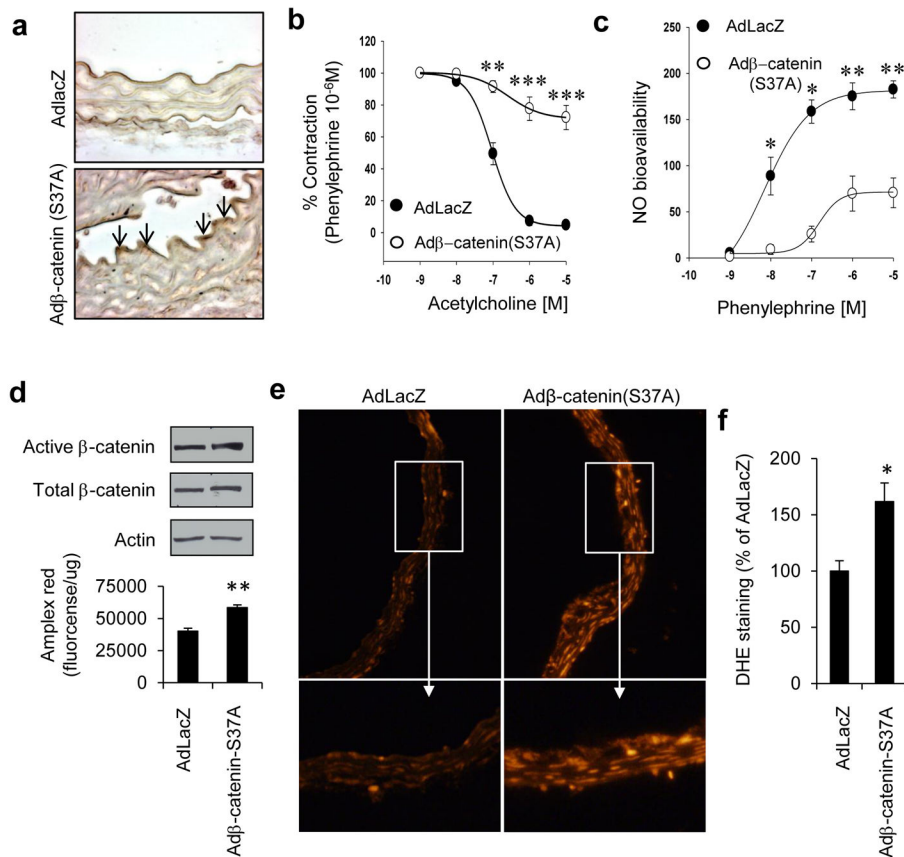 a
AdlacZ
Adβ-catenin (S37A)
b
% Contraction
(Phenylephrine 10⁻⁶M)
120
100
80
60
40
20
0
** *** ***
AdLacZ
Adβ–catenin(S37A)
-10 -9 -8 -7 -6 -5
Acetylcholine [M]
c
AdLacZ
Adβ–catenin
(S37A)
NO bioavailability
250
200
150
100
50
0
* * ** **
-10 -9 -8 -7 -6 -5
Phenylephrine [M]
d
Active β-catenin
Total β-catenin
Actin
Amplex red
(fluorcense/ug)
75000
50000
25000
0
**
AdLacZ
Adβ-catenin-S37A
e
AdLacZ
Adβ-catenin(S37A)
f
DHE staining (% of AdLacZ)
200
150
100
50
0
*
AdLacZ
Adβ-catenin-S37A